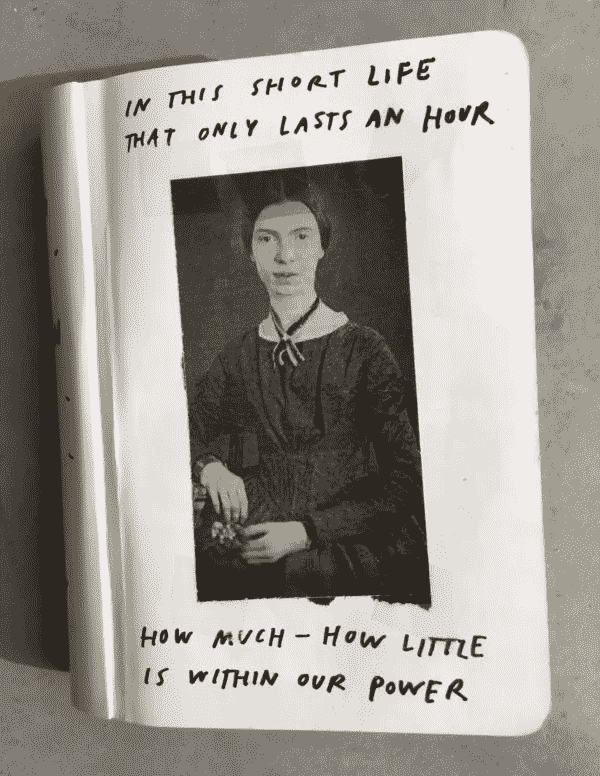 IN THIS SHORT LIFE
THAT ONLY LASTS AN HOUR
HOW MUCH – HOW LITTLE
IS WITHIN OUR POWER